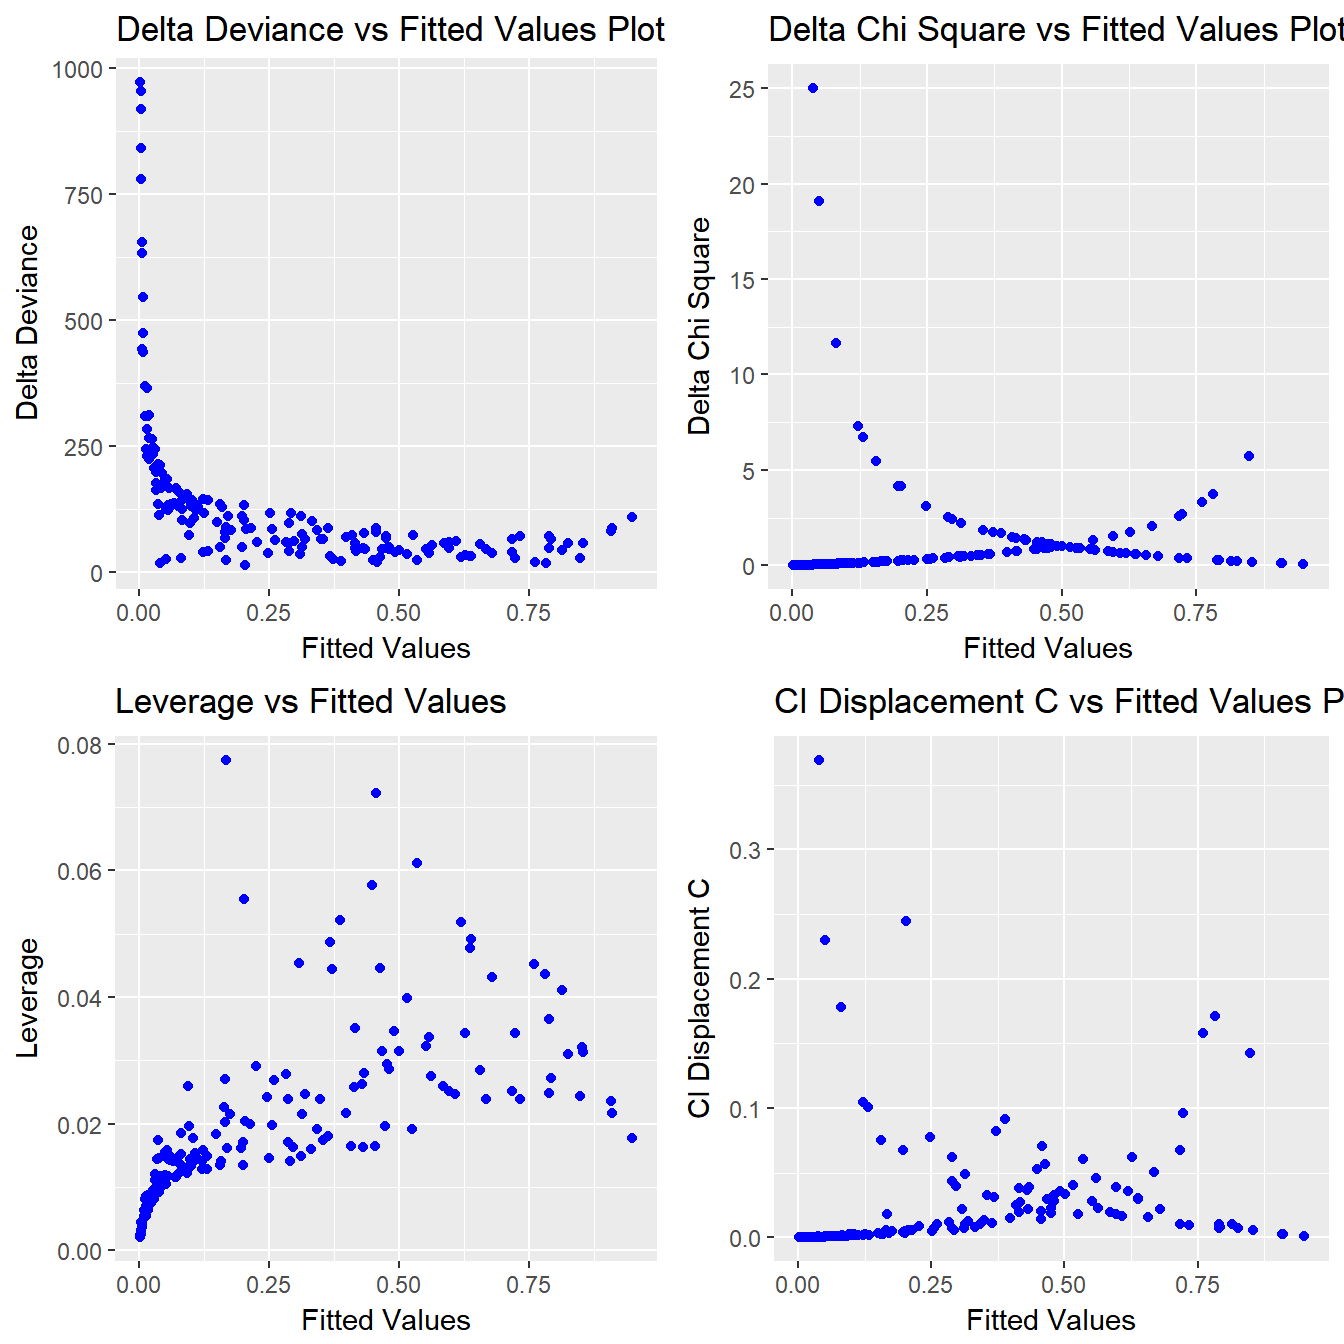 Delta Deviance vs Fitted Values Plot
1000
750
500
250
0
Delta Deviance
0.00 0.25 0.50 0.75
Fitted Values
Delta Chi Square vs Fitted Values Plot
25
20
15
10
5
0
Delta Chi Square
0.00 0.25 0.50 0.75
Fitted Values
Leverage vs Fitted Values
0.08
0.06
0.04
0.02
0.00
Leverage
0.00 0.25 0.50 0.75
Fitted Values
CI Displacement C vs Fitted Values P
0.3
0.2
0.1
0.0
CI Displacement C
0.00 0.25 0.50 0.75
Fitted Values